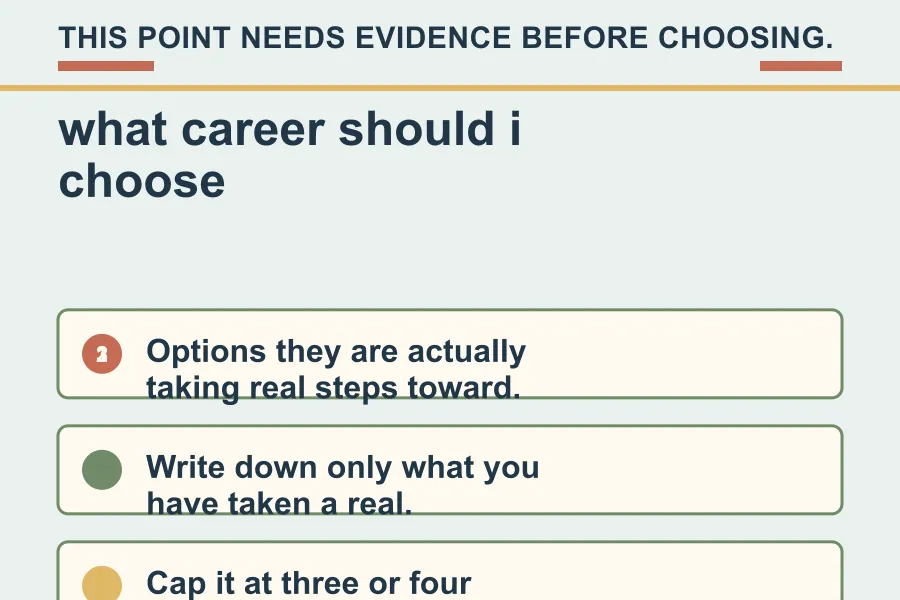 THIS POINT NEEDS EVIDENCE BEFORE CHOOSING.
what career should i
choose
Options they are actually
taking real steps toward.
Write down only what you
have taken a real.
Cap it at three or four